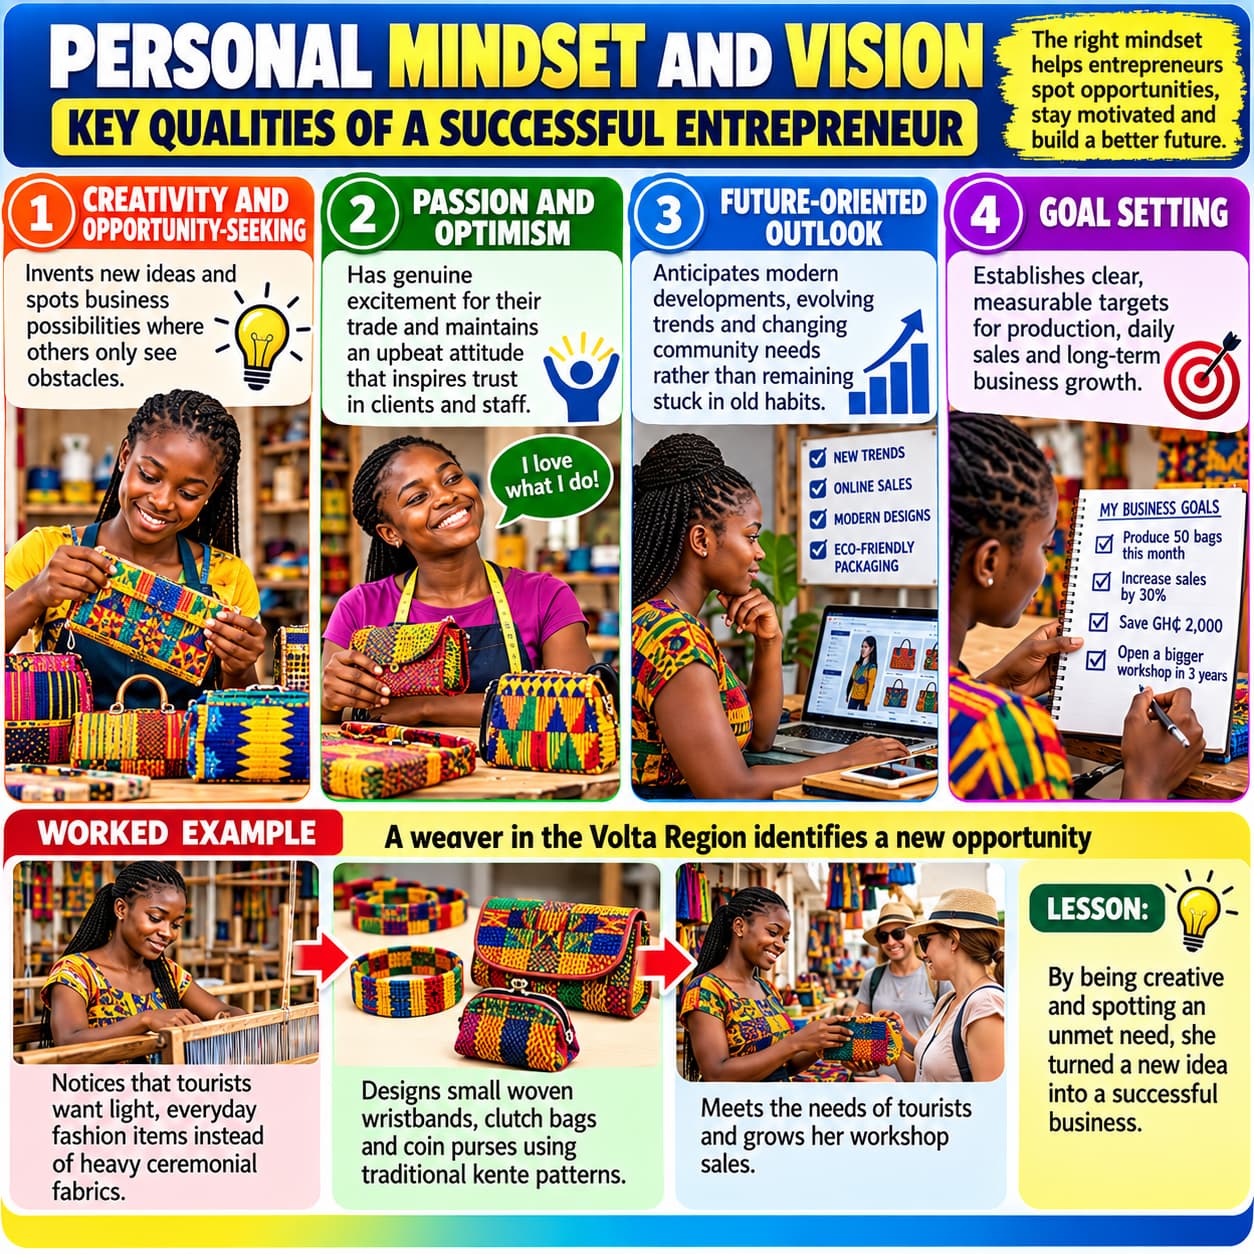 PERSONAL MINDSET AND VISION
KEY QUALITIES OF A SUCCESSFUL ENTREPRENEUR
The right mindset
helps entrepreneurs
spot opportunities,
stay motivated and
build a better future.
1
CREATIVITY AND
OPPORTUNITY-SEEKING
Invents new ideas and
spots business
possibilities where
others only see
obstacles.
2
PASSION AND
OPTIMISM
Has genuine
excitement for their
trade and maintains
an upbeat attitude
that inspires trust
in clients and staff.
I love
what I do!
3
FUTURE-ORIENTED
OUTLOOK
Anticipates modern
developments, evolving
trends and changing
community needs
rather than remaining
stuck in old habits.
NEW TRENDS
ONLINE SALES
MODERN DESIGNS
ECO-FRIENDLY
PACKAGING
4
GOAL SETTING
Establishes clear,
measurable targets
for production, daily
sales and long-term
business growth.
MY BUSINESS GOALS
Produce 50 bags
this month
Increase sales
by 30%
Save GH₵ 2,000
Open a bigger
workshop in 3 years
WORKED EXAMPLE
A weaver in the Volta Region identifies a new opportunity
Notices that tourists
want light, everyday
fashion items instead
of heavy ceremonial
fabrics.
Designs small woven
wristbands, clutch bags
and coin purses using
traditional kente patterns.
Meets the needs of tourists
and grows her workshop
sales.
LESSON:
By being creative
and spotting an
unmet need, she
turned a new idea
into a successful
business.